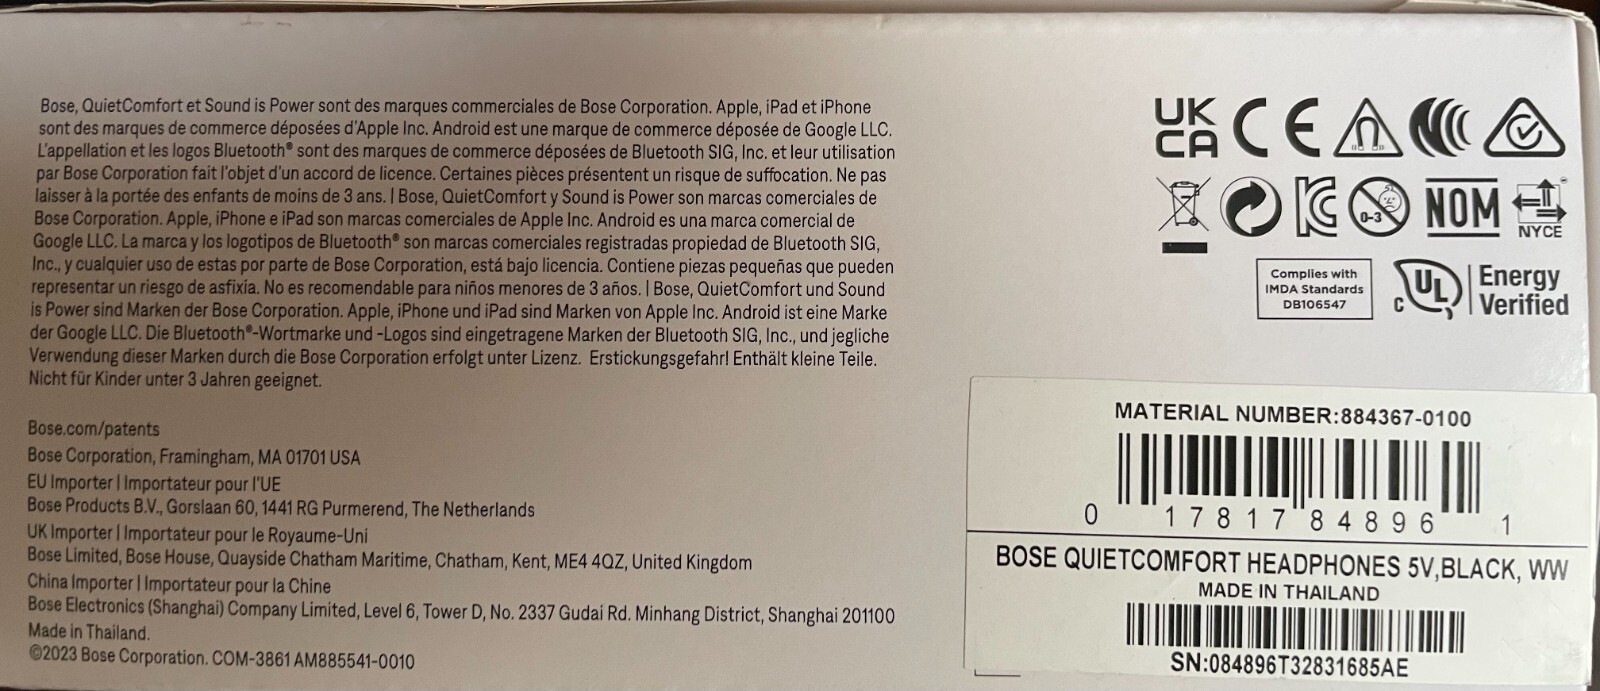 Bose, QuietComfort et Sound is Power sont des marques commerciales de Bose Corporation. Apple, iPad et iPhone
sont des marques de commerce déposées d'Apple Inc. Android est une marque de commerce déposée de Google LLC.
L'appellation et les logos Bluetooth® sont des marques de commerce déposées de Bluetooth SIG, Inc. et leur utilisation
par Bose Corporation fait l'objet d'un accord de licence. Certaines pièces présentent un risque de suffocation. Ne pas
laisser à la portée des enfants de moins de 3 ans. | Bose, QuietComfort y Sound is Power son marcas comerciales de
Bose Corporation. Apple, iPhone e iPad son marcas comerciales de Apple Inc. Android es una marca comercial de
Google LLC. La marca y los logotipos de Bluetooth® son marcas comerciales registradas propiedad de Bluetooth SIG,
Inc., y cualquier uso de estas por parte de Bose Corporation, está bajo licencia. Contiene piezas pequeñas que pueden
representar un riesgo de asfixia. No es recomendable para niños menores de 3 años. | Bose, QuietComfort und Sound
is Power sind Marken der Bose Corporation. Apple, iPhone und iPad sind Marken von Apple Inc. Android ist eine Marke
der Google LLC. Die Bluetooth®-Wortmarke und -Logos sind eingetragene Marken der Bluetooth SIG, Inc., und jegliche
Verwendung dieser Marken durch die Bose Corporation erfolgt unter Lizenz. Erstickungsgefahr! Enthält kleine Teile.
Nicht für Kinder unter 3 Jahren geeignet.
Bose.com/patents
Bose Corporation, Framingham, MA 01701 USA
EU Importer | Importateur pour l'UE
Bose Products B.V., Gorslaan 60, 1441 RG Purmerend, The Netherlands
UK Importer | Importateur pour le Royaume-Uni
Bose Limited, Bose House, Quayside Chatham Maritime, Chatham, Kent, ME4 4QZ, United Kingdom
China Importer | Importateur pour la Chine
Bose Electronics (Shanghai) Company Limited, Level 6, Tower D, No. 2337 Gudai Rd. Minhang District, Shanghai 201100
Made in Thailand.
©2023 Bose Corporation. COM-3861 AM885541-0010
UK
CA CE
0-3 NOM
NYCE
Complies with
IMDA Standards
DB106547
c UL | Energy
Verified
MATERIAL NUMBER:884367-0100
0 17817 84896 1
BOSE QUIETCOMFORT HEADPHONES 5V,BLACK, WW
MADE IN THAILAND
SN:084896T32831685AE